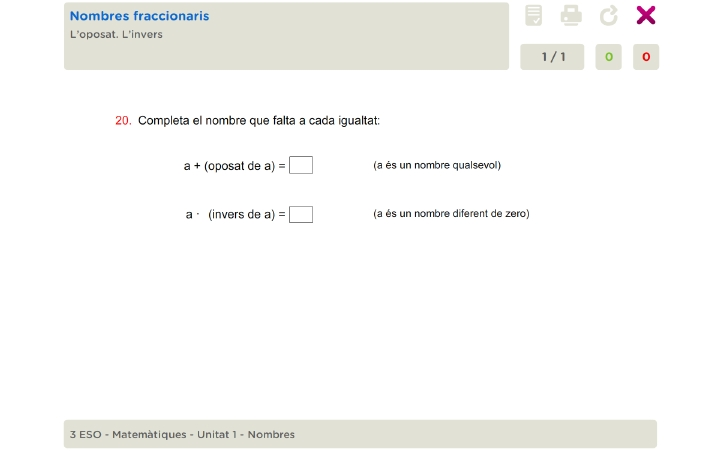 Nombres fraccionaris
L'oposat. L'invers
1 / 1
0
0
20. Completa el nombre que falta a cada igualtat:
a + (oposat de a) = (a és un nombre qualsevol)
a · (invers de a) = (a és un nombre diferent de zero)
3 ESO - Matemàtiques - Unitat 1 - Nombres